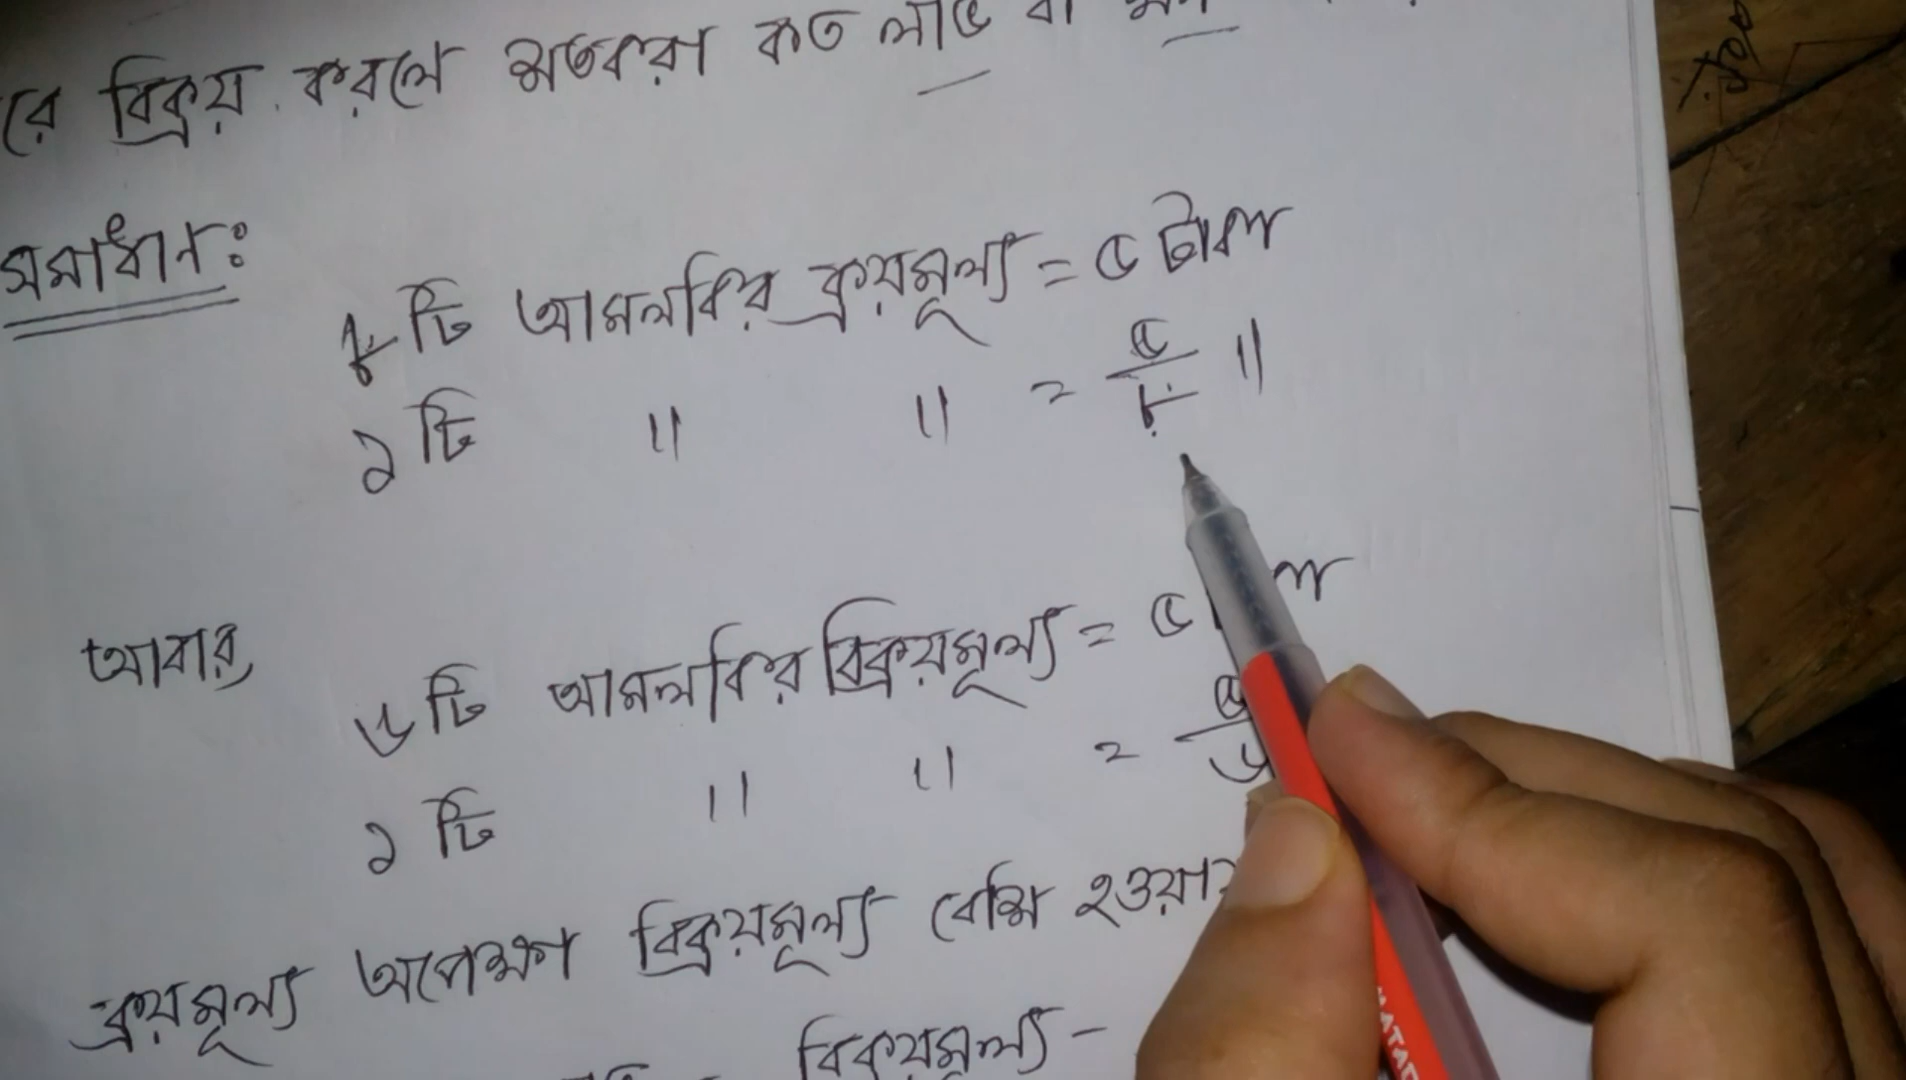 রে বিক্রয় করলে শতকরা কত লাভ বা
সমাধানঃ
৮ টি আমলকির ক্রয়মূল্য = ৫ টাকা
১ টি " " = ৫/৮ "
আবার,
৬ টি আমলকির বিক্রয়মূল্য = ৫
১ টি " " = ৫/৬
ক্রয়মূল্য অপেক্ষা বিক্রয়মূল্য বেশি হওয়ায়
বিক্রয়মূল্য -
MATADO